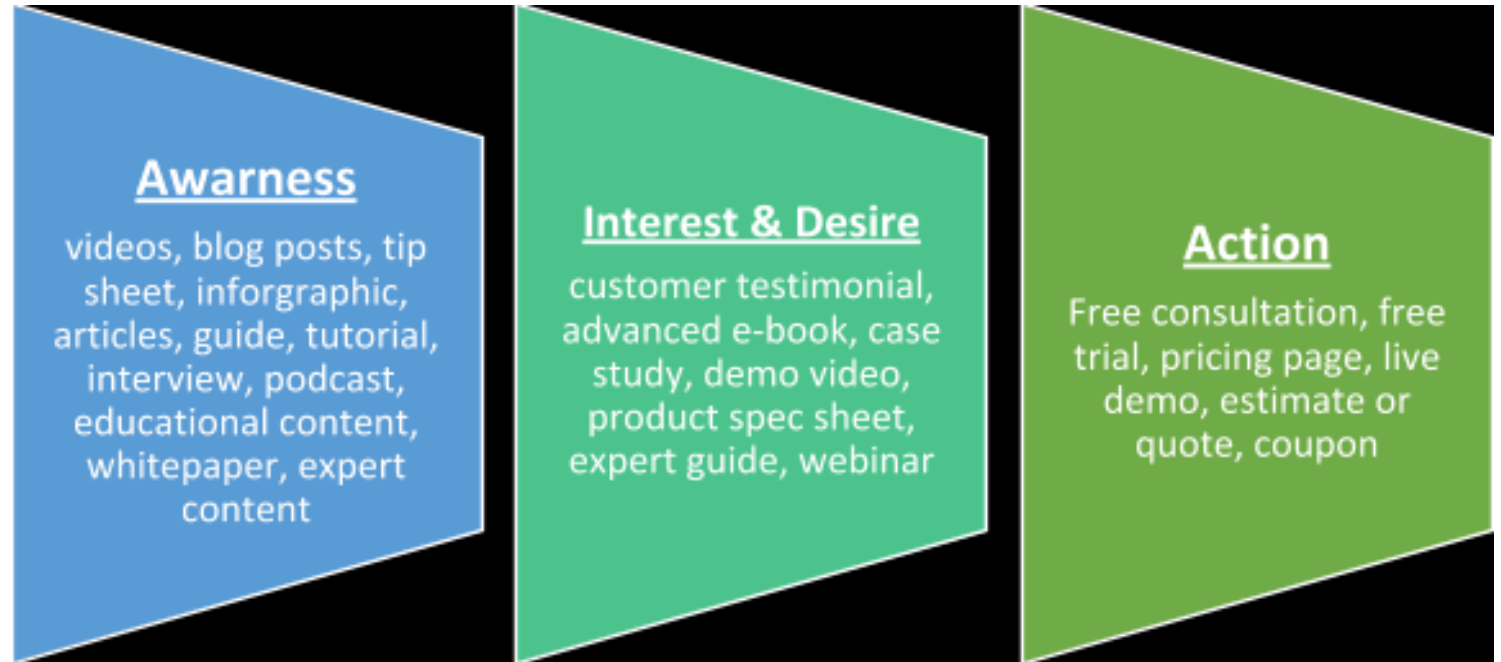 Awarness
videos, blog posts, tip
sheet, inforgraphic,
articles, guide, tutorial,
interview, podcast,
educational content,
whitepaper, expert
content
Interest & Desire
customer testimonial,
advanced e-book, case
study, demo video,
product spec sheet,
expert guide, webinar
Action
Free consultation, free
trial, pricing page, live
demo, estimate or
quote, coupon